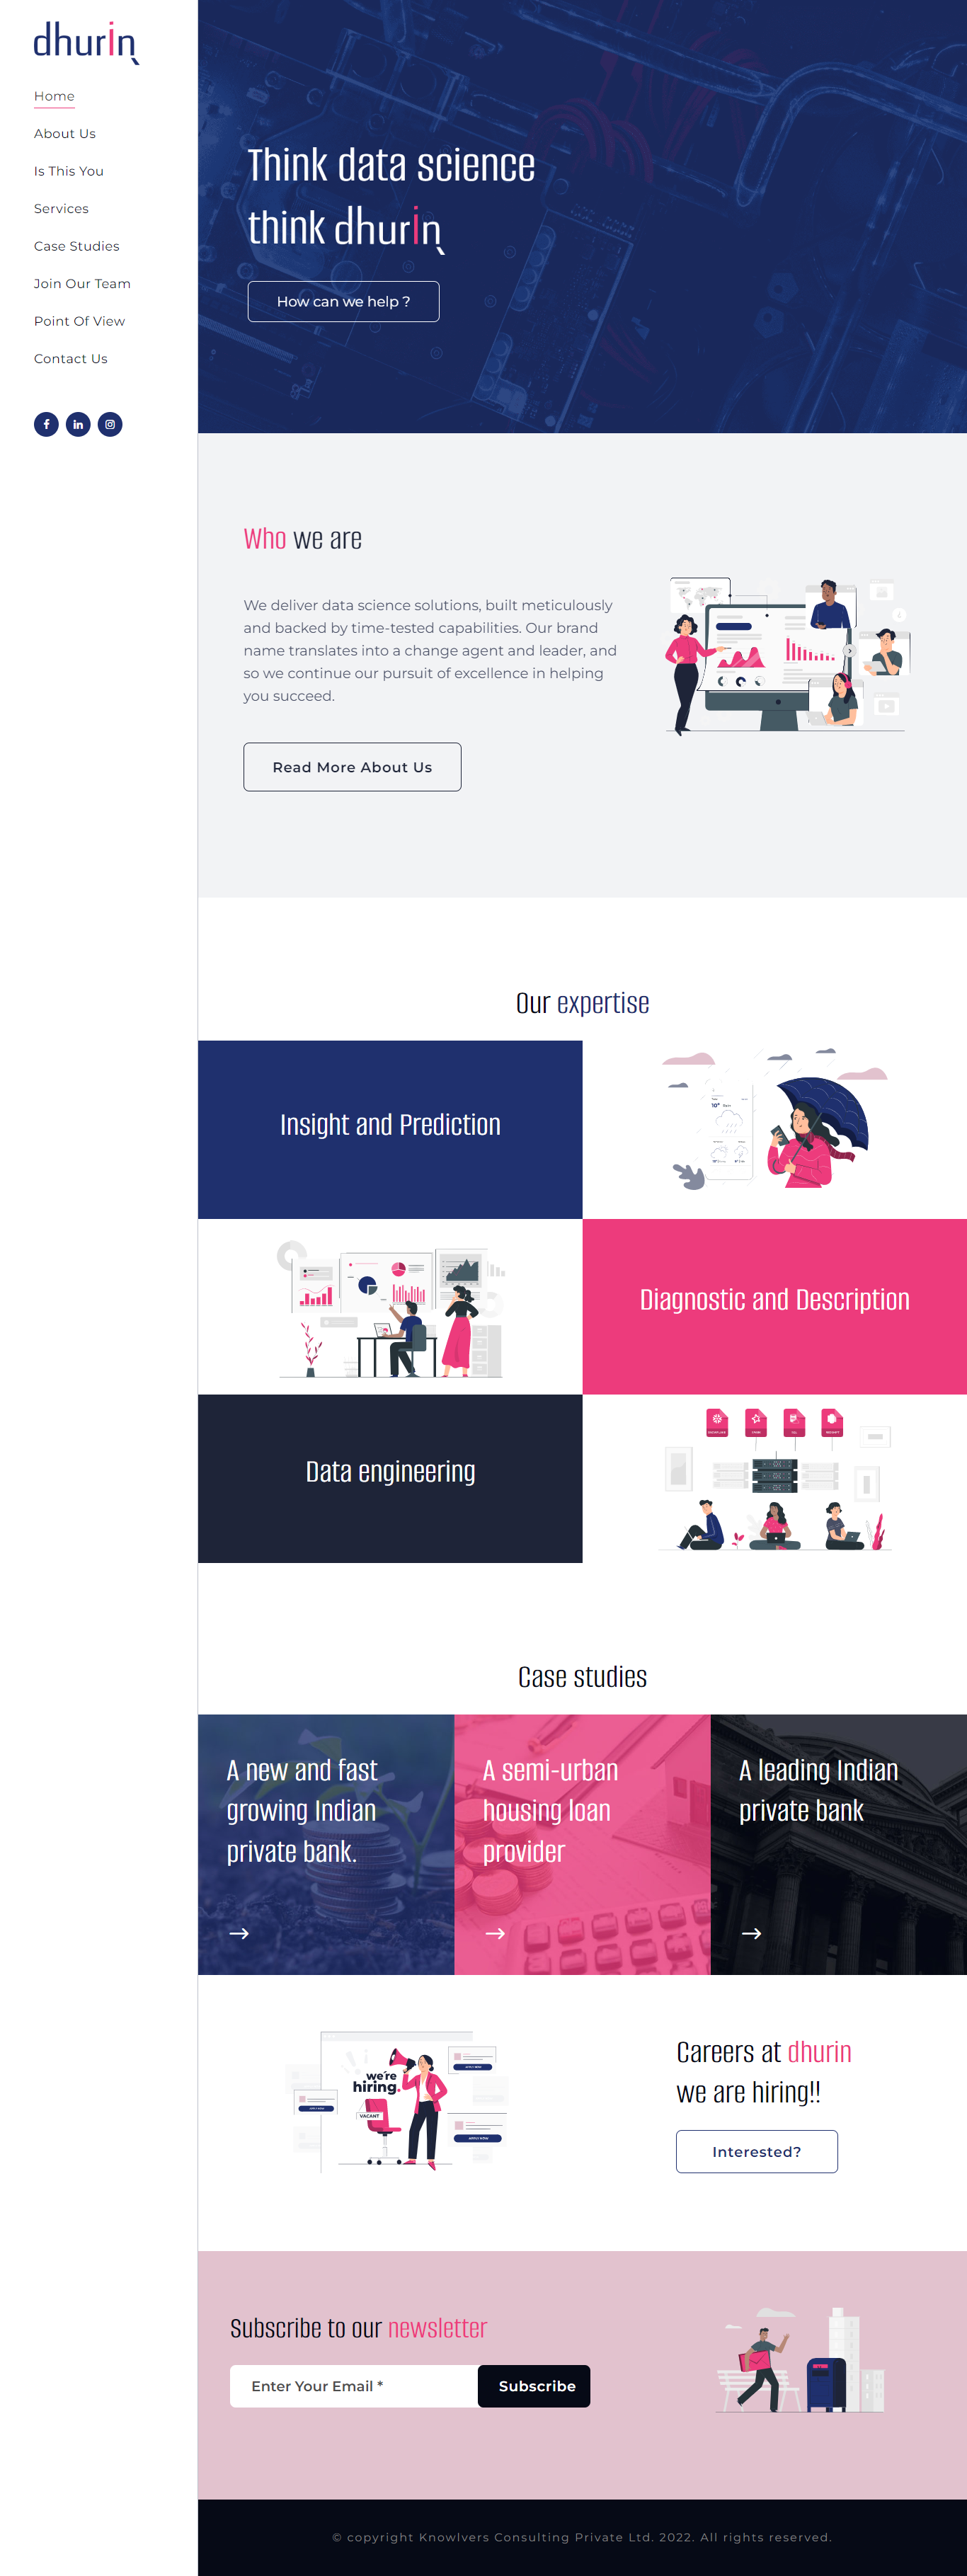 dhurin
Home
About Us
Is This You
Services
Case Studies
Join Our Team
Point Of View
Contact Us
Think data science
think dhurin
How can we help ?
Who we are
We deliver data science solutions, built meticulously
and backed by time-tested capabilities. Our brand
name translates into a change agent and leader, and
so we continue our pursuit of excellence in helping
you succeed.
Read More About Us
Our expertise
Insight and Prediction
Diagnostic and Description
Data engineering
Case studies
A new and fast
growing Indian
private bank.
A semi-urban
housing loan
provider
A leading Indian
private bank
we're
hiring.
VACANT
APPLY NOW
APPLY NOW
APPLY NOW
Careers at dhurin
we are hiring!!
Interested?
Subscribe to our newsletter
Enter Your Email *
Subscribe
© copyright Knowlvers Consulting Private Ltd. 2022. All rights reserved.